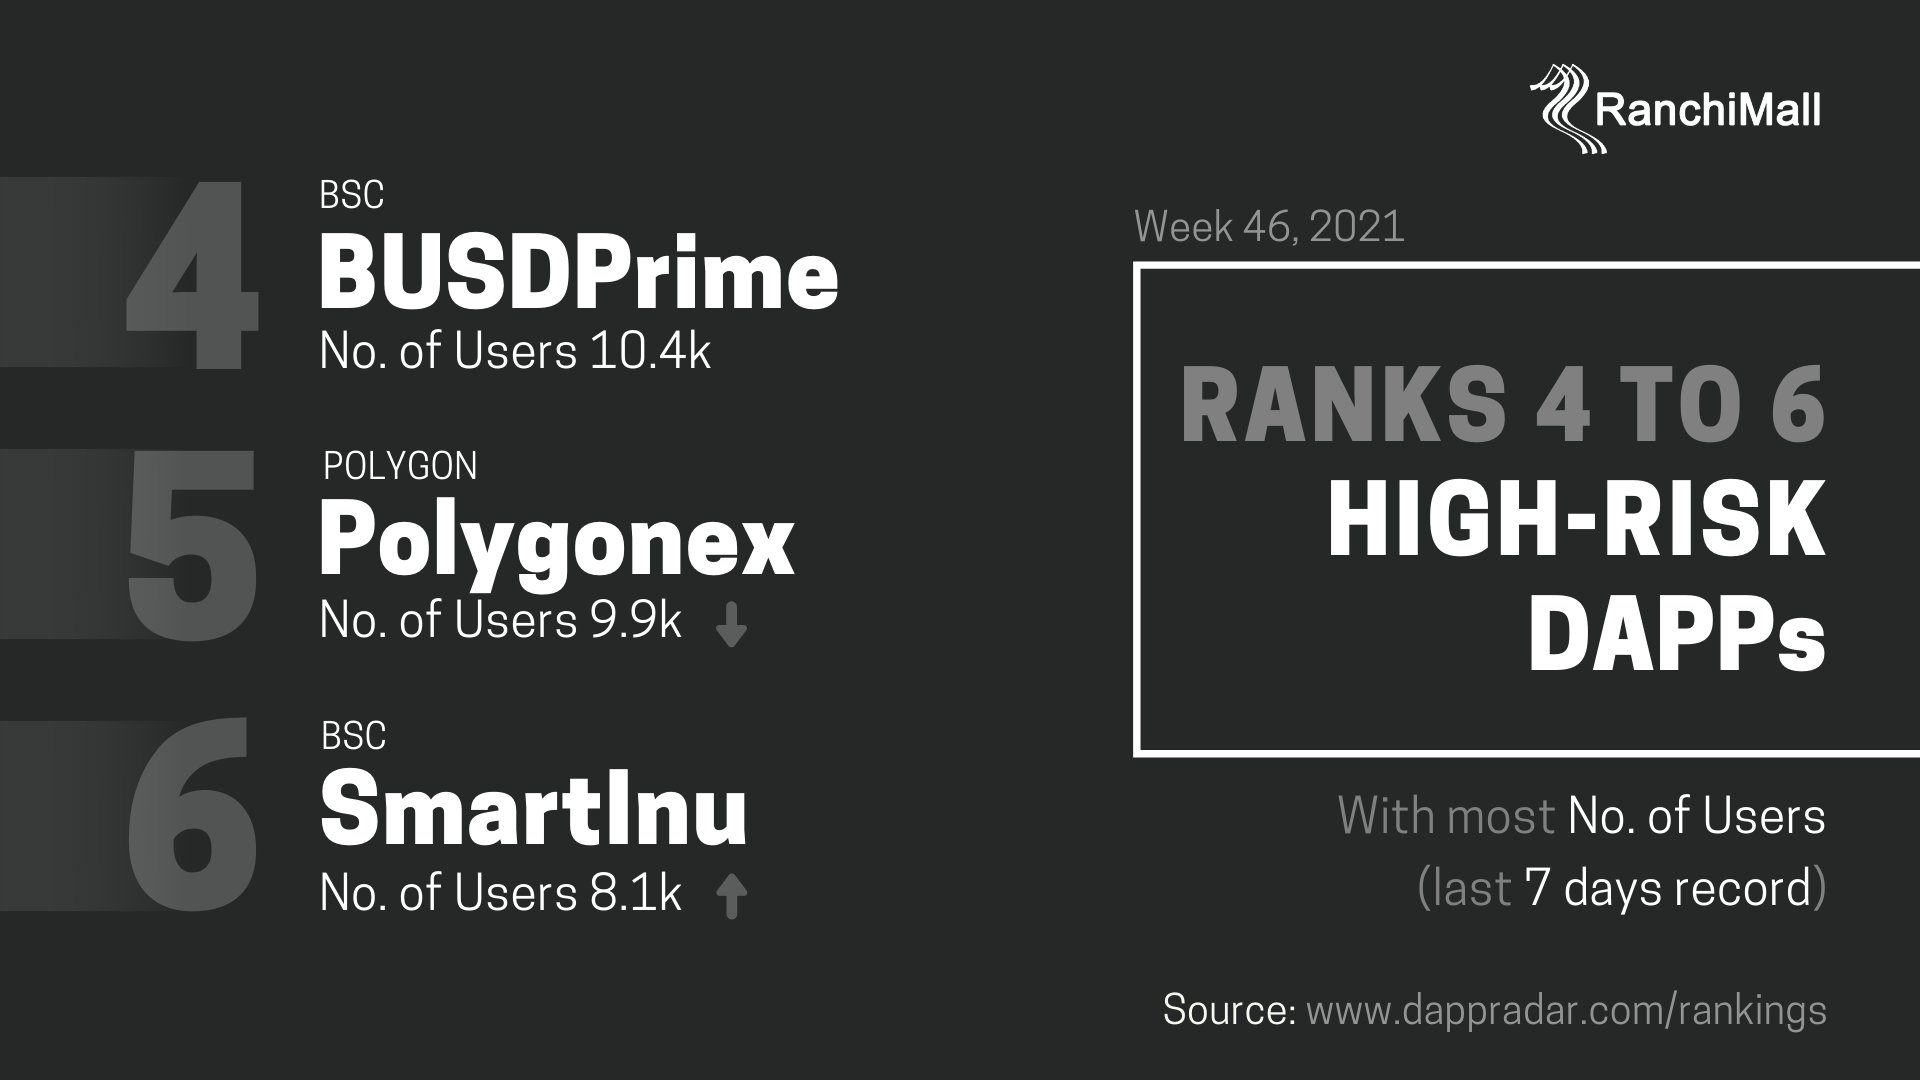 RanchiMall
4
BSC
BUSDPrime
No. of Users 10.4k
5
POLYGON
Polygonex
No. of Users 9.9k
6
BSC
SmartInu
No. of Users 8.1k
Week 46, 2021
RANKS 4 TO 6
HIGH-RISK
DAPPs
With most No. of Users
(last 7 days record)
Source: www.dappradar.com/rankings